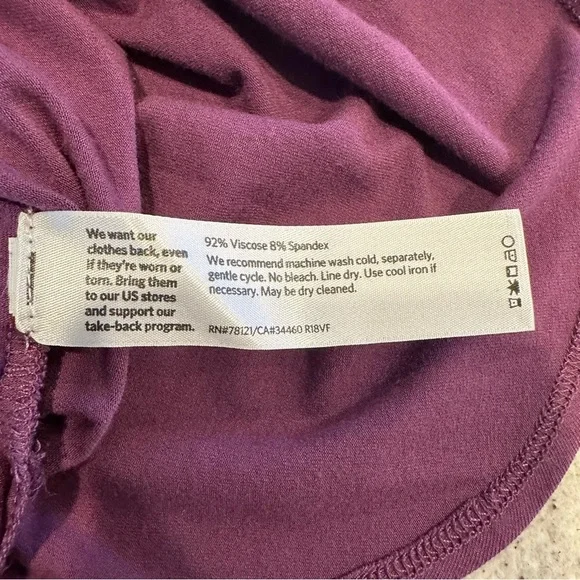 We want our
clothes back, even
if they're worn or
torn. Bring them
to our US stores
and support our
take-back program.
92% Viscose 8% Spandex
We recommend machine wash cold, separately,
gentle cycle. No bleach. Line dry. Use cool iron if
necessary. May be dry cleaned.
RN#78121/CA#34460 R18VF